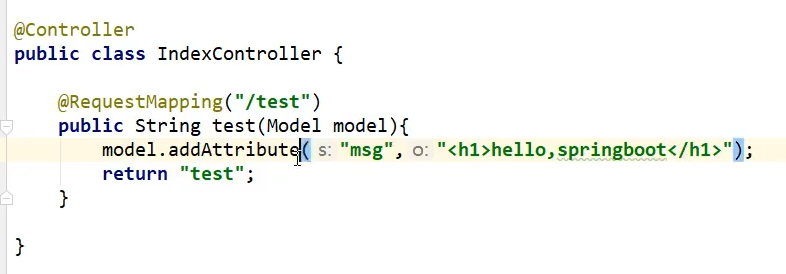 @Controller
public class IndexController {
@RequestMapping("/test")
public String test(Model model){
model.addAttribute( s: "msg", o: "<h1>hello,springboot</h1>");
return "test";
}
}